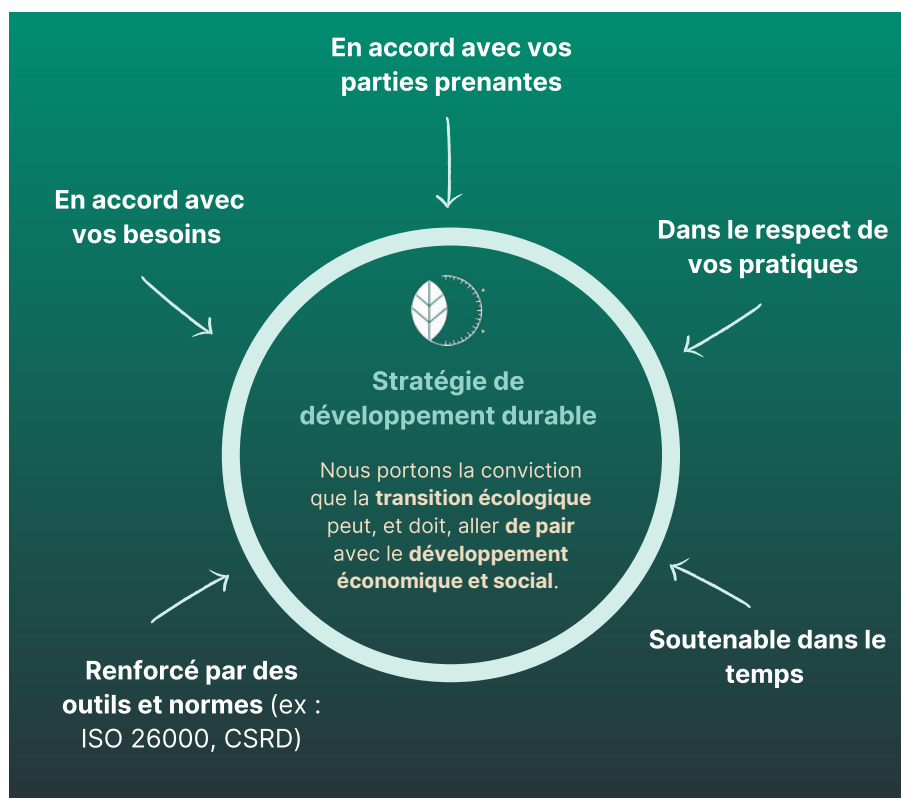 En accord avec vos
parties prenantes
En accord avec
vos besoins
Dans le respect de
vos pratiques
Stratégie de
développement durable
Nous portons la conviction
que la transition écologique
peut, et doit, aller de pair
avec le développement
économique et social.
Renforcé par des
outils et normes (ex :
ISO 26000, CSRD)
Soutenable dans le
temps